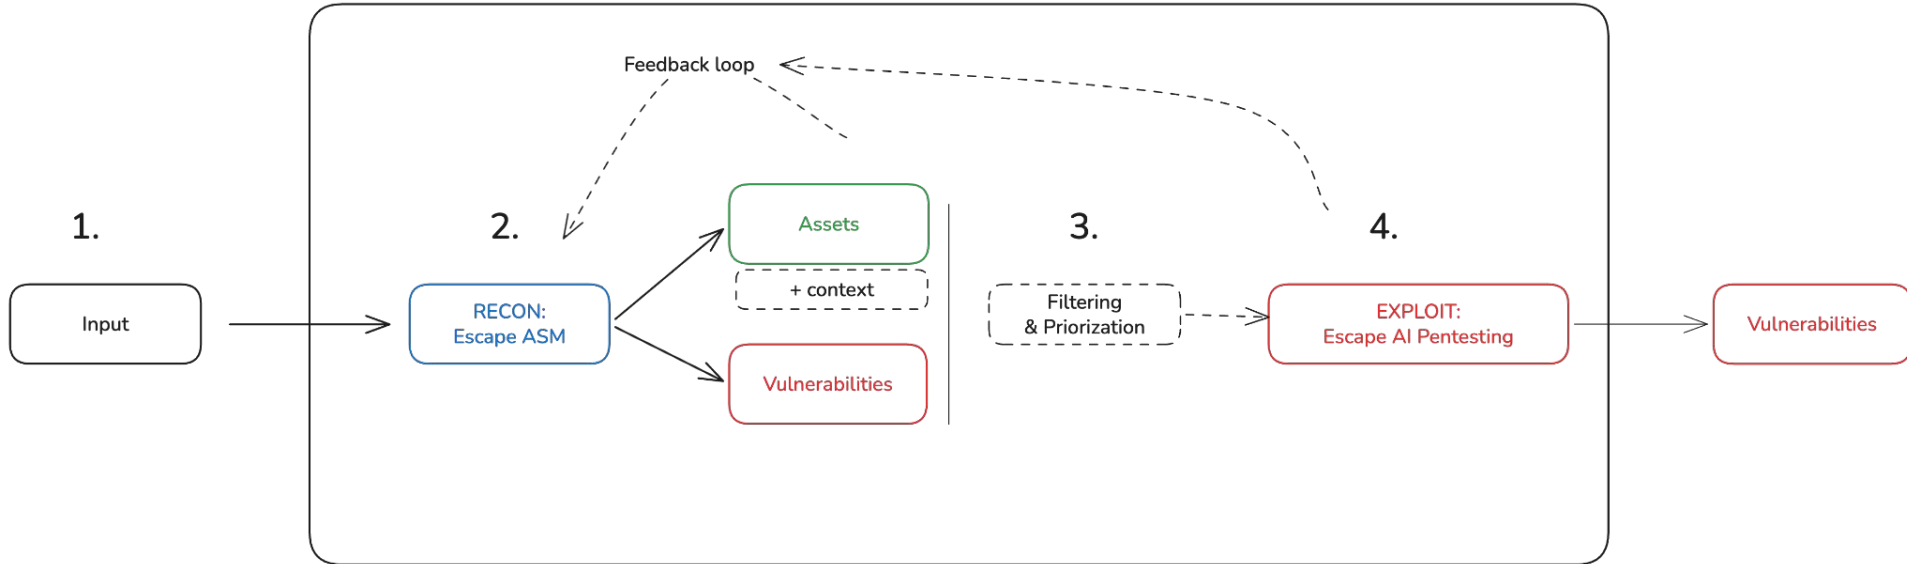 Feedback loop
1.
2.
3.
4.
Input
RECON:
Escape ASM
Assets
+ context
Vulnerabilities
Filtering
& Priorization
EXPLOIT:
Escape AI Pentesting
Vulnerabilities